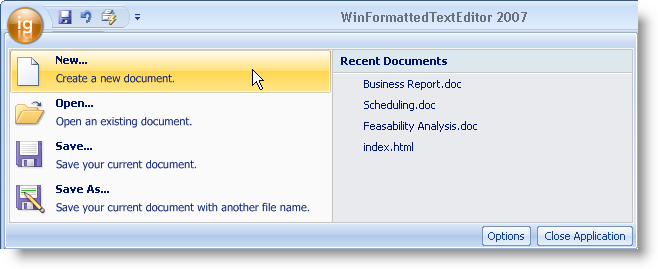 ig
WinFormattedTextEditor 2007
New...
Create a new document.
Open...
Open an existing document.
Save...
Save your current document.
Save As...
Save your current document with another file name.
Recent Documents
Business Report.doc
Scheduling.doc
Feasability Analysis.doc
index.html
Options
Close Application